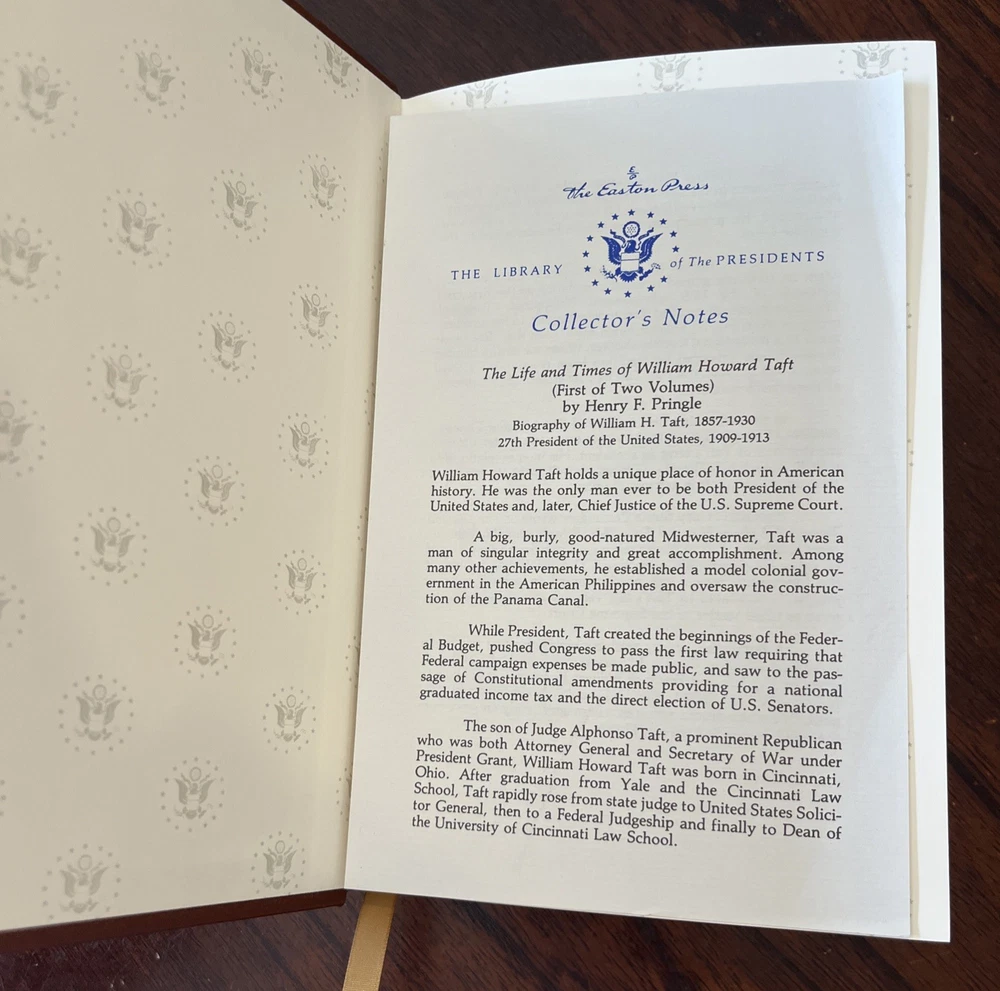 The Easton Press
THE LIBRARY of The PRESIDENTS
Collector's Notes
The Life and Times of William Howard Taft
(First of Two Volumes)
by Henry F. Pringle
Biography of William H. Taft, 1857-1930
27th President of the United States, 1909-1913
William Howard Taft holds a unique place of honor in American
history. He was the only man ever to be both President of the
United States and, later, Chief Justice of the U.S. Supreme Court.
A big, burly, good-natured Midwesterner, Taft was a
man of singular integrity and great accomplishment. Among
many other achievements, he established a model colonial gov-
ernment in the American Philippines and oversaw the construc-
tion of the Panama Canal.
While President, Taft created the beginnings of the Feder-
al Budget, pushed Congress to pass the first law requiring that
Federal campaign expenses be made public, and saw to the pas-
sage of Constitutional amendments providing for a national
graduated income tax and the direct election of U.S. Senators.
The son of Judge Alphonso Taft, a prominent Republican
who was both Attorney General and Secretary of War under
President Grant, William Howard Taft was born in Cincinnati,
Ohio. After graduation from Yale and the Cincinnati Law
School, Taft rapidly rose from state judge to United States Solici-
tor General, then to a Federal Judgeship and finally to Dean of
the University of Cincinnati Law School.